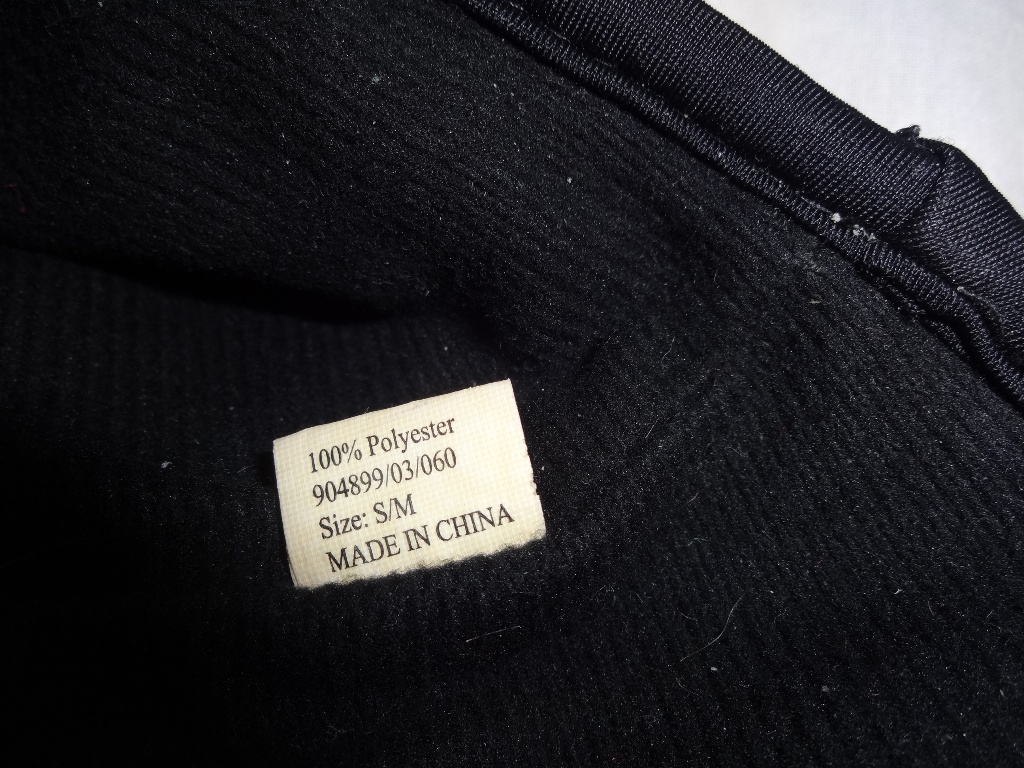 100% Polyester
904899/03/060
Size: S/M
MADE IN CHINA